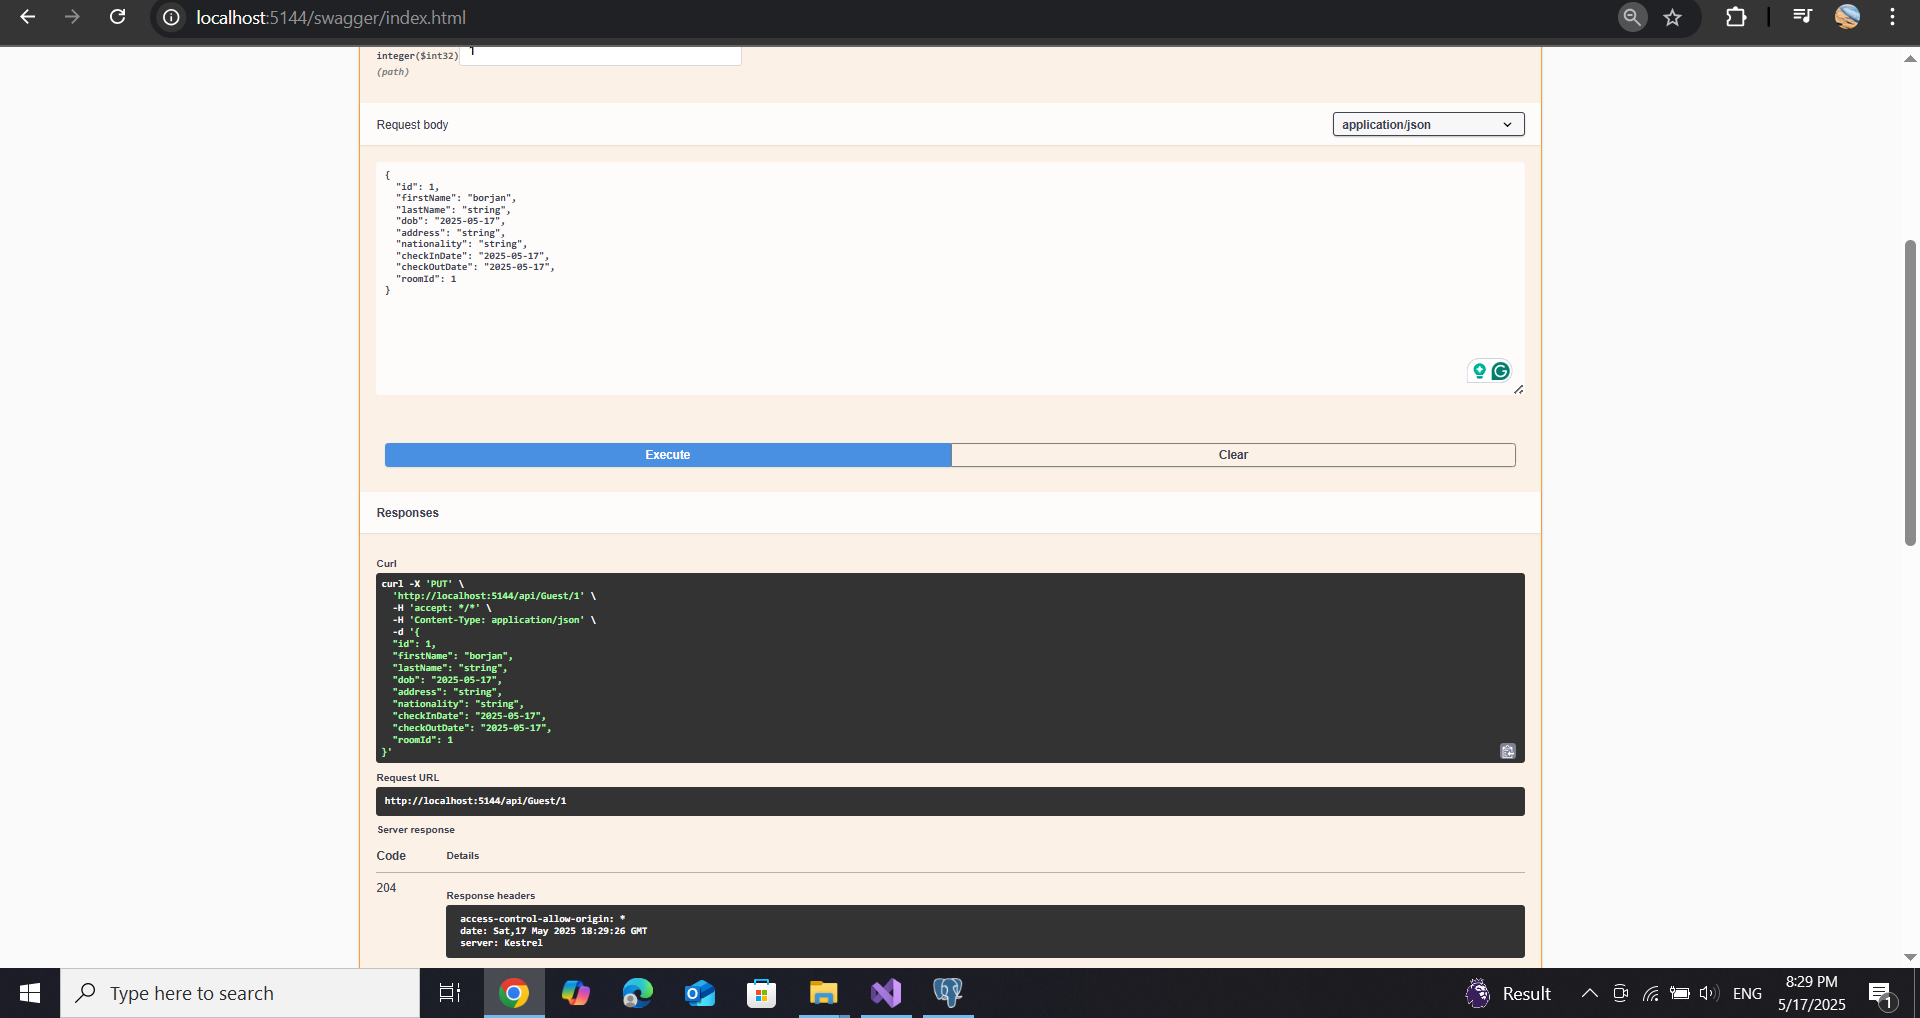 localhost:5144/swagger/index.html
integer($int32)
1
(path)
Request body
application/json
{
"id": 1,
"firstName": "borjan",
"lastName": "string",
"dob": "2025-05-17",
"address": "string",
"nationality": "string",
"checkInDate": "2025-05-17",
"checkOutDate": "2025-05-17",
"roomId": 1
}
Execute
Clear
Responses
Curl
curl -X 'PUT' \
'http://localhost:5144/api/Guest/1' \
-H 'accept: */*' \
-H 'Content-Type: application/json' \
-d '{
"id": 1,
"firstName": "borjan",
"lastName": "string",
"dob": "2025-05-17",
"address": "string",
"nationality": "string",
"checkInDate": "2025-05-17",
"checkOutDate": "2025-05-17",
"roomId": 1
}'
Request URL
http://localhost:5144/api/Guest/1
Server response
Code
Details
204
Response headers
access-control-allow-origin: *
date: Sat,17 May 2025 18:29:26 GMT
server: Kestrel
Type here to search
Result
ENG
8:29 PM
5/17/2025
1